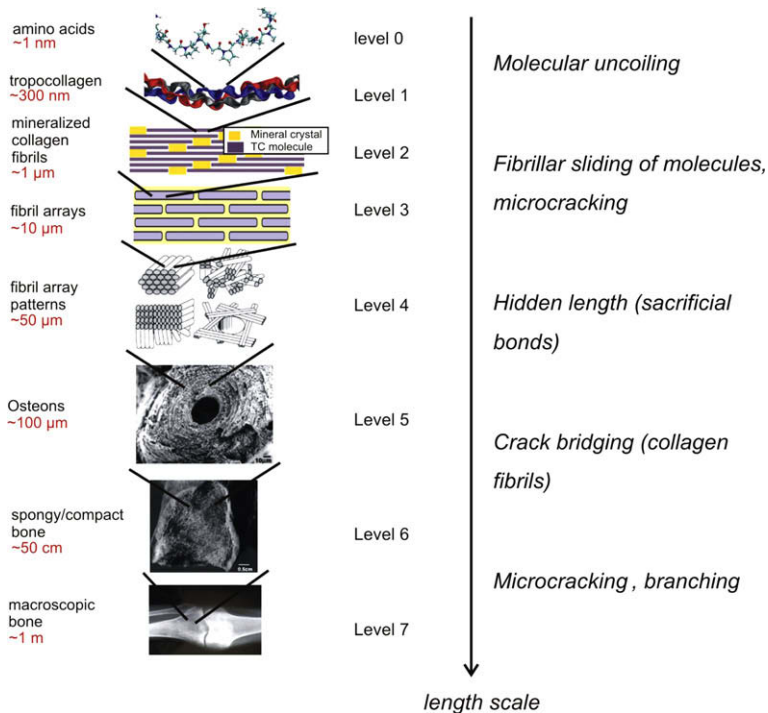 amino acids
~1 nm
level 0
Molecular uncoiling
tropocollagen
~300 nm
Level 1
mineralized
collagen
fibrils
~1 µm
Mineral crystal
TC molecule
Level 2
Fibrillar sliding of molecules,
microcracking
fibril arrays
~10 µm
Level 3
fibril array
patterns
~50 µm
Level 4
Hidden length (sacrificial
bonds)
Osteons
~100 µm
10µm
Level 5
Crack bridging (collagen
fibrils)
spongy/compact
bone
~50 cm
0.5cm
Level 6
Microcracking , branching
macroscopic
bone
~1 m
Level 7
length scale